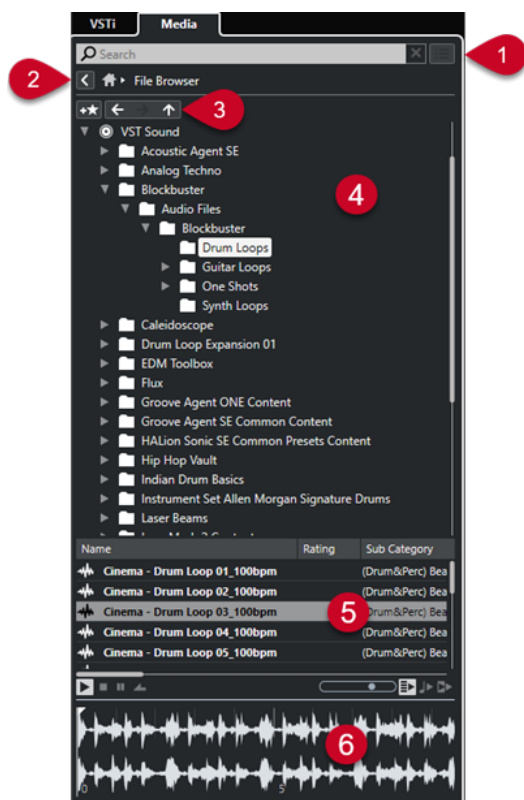 VSTi Media
Search
1
2
File Browser
3
VST Sound
Acoustic Agent SE
Analog Techno
Blockbuster
4
Audio Files
Blockbuster
Drum Loops
Guitar Loops
One Shots
Synth Loops
Caleidoscope
Drum Loop Expansion 01
EDM Toolbox
Flux
Groove Agent ONE Content
Groove Agent SE Common Content
HALion Sonic SE Common Presets Content
Hip Hop Vault
Indian Drum Basics
Instrument Set Allen Morgan Signature Drums
Laser Beams
Name Rating Sub Category
Cinema - Drum Loop 01_100bpm (Drum&Perc) Bea
Cinema - Drum Loop 02_100bpm (Drum&Perc) Bea
Cinema - Drum Loop 03_100bpm 5 Drum&Perc) Bea
Cinema - Drum Loop 04_100bpm (Drum&Perc) Bea
Cinema - Drum Loop 05_100bpm (Drum&Perc) Bea
6
0 5